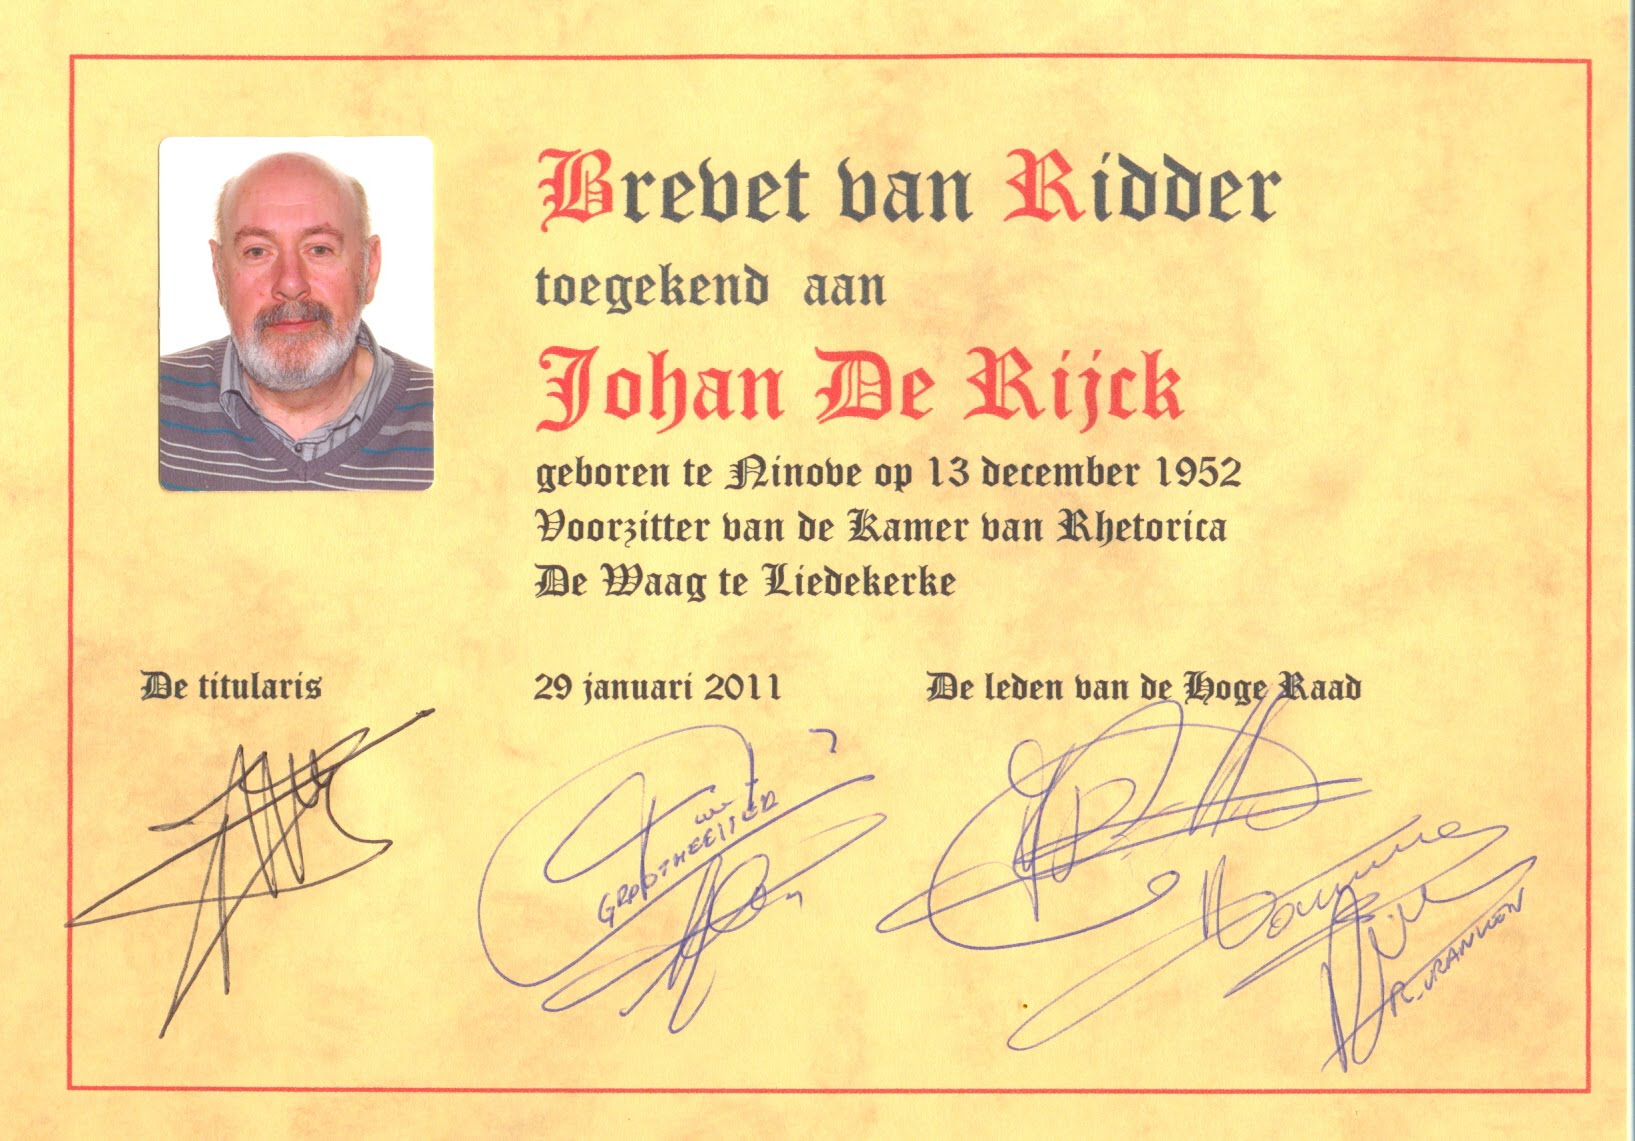 Brevet van Ridder
toegekend aan
Johan De Rijck
geboren te Ninove op 13 december 1952
Voorzitter van de Kamer van Rhetorica
De Waag te Liedekerke
De titularis
29 januari 2011
De leden van de Hoge Raad
R. VRANKEN